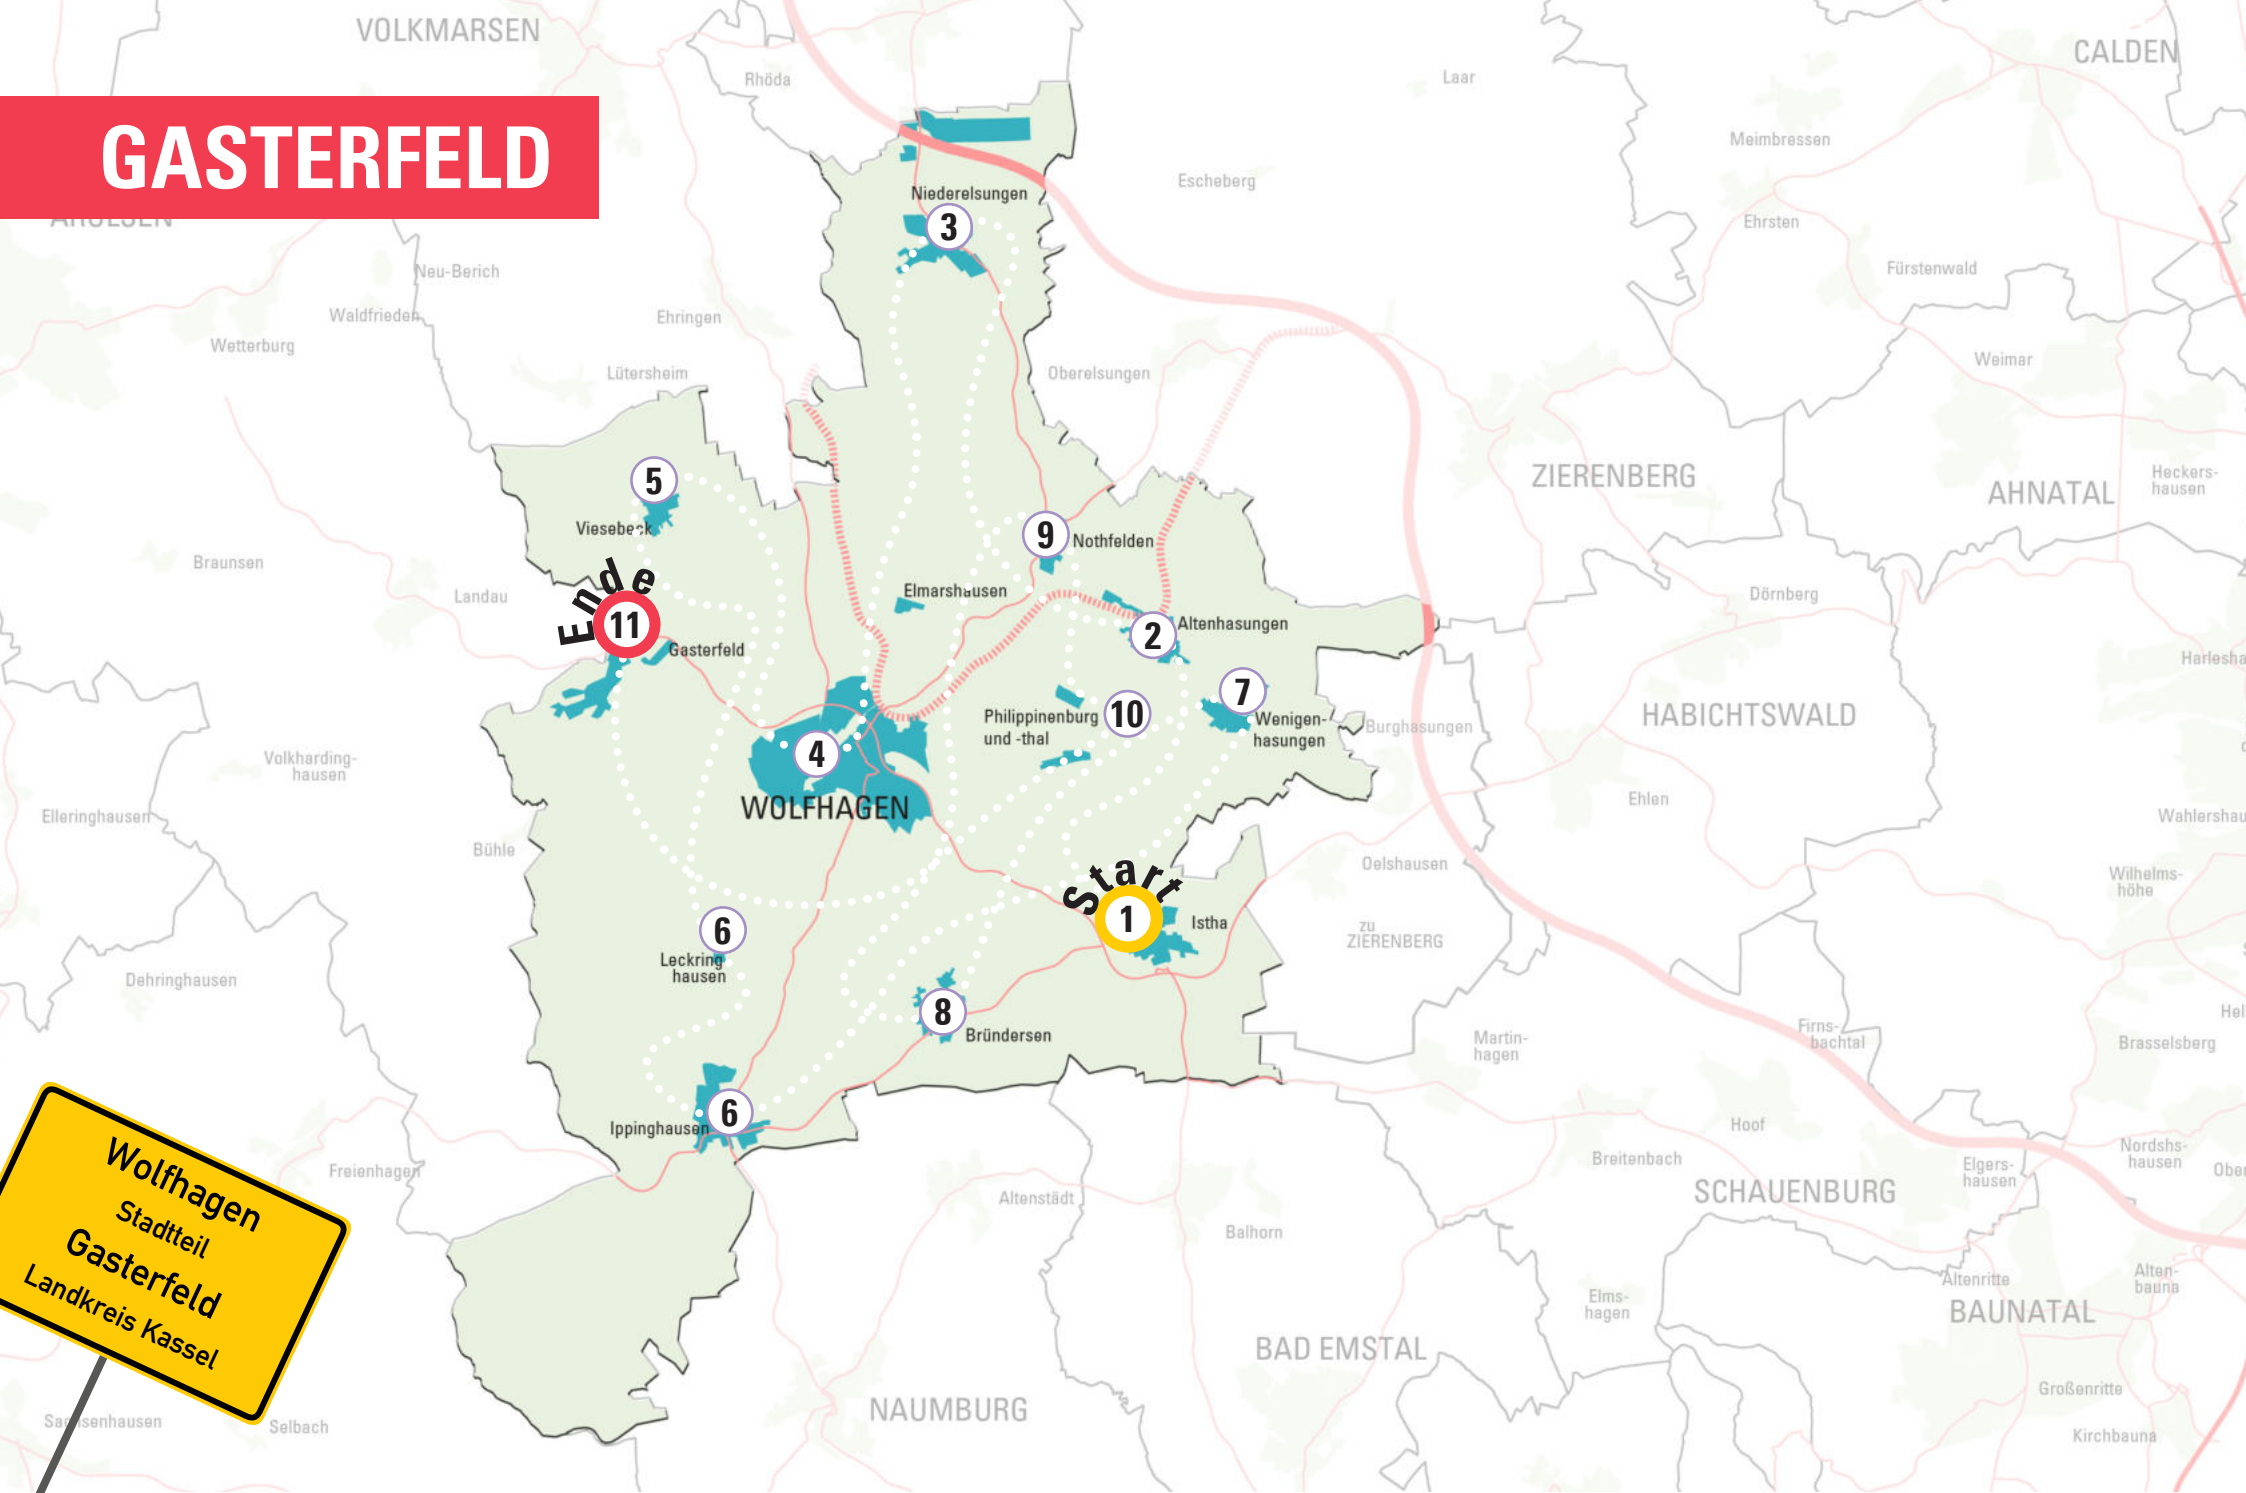 VOLKMARSEN
CALDEN
Rhöda
Laar
GASTERFELD
Meimbressen
Escheberg
Niederelsungen
3
AROLSEN
Ehrsten
Neu-Berich
Fürstenwald
Waldfrieden
Ehringen
Wetterburg
Weimar
Lütersheim
Oberelsungen
ZIERENBERG
AHNATAL
Heckers-
hausen
5
Viesebeck
9
Nothfelden
Braunsen
Ende
11
Landau
Elmarshausen
Dörnberg
2
Altenhasungen
Gasterfeld
7
Wenigen-
hasungen
Philippinenburg
und -thal
10
Burghasungen
HABICHTSWALD
4
WOLFHAGEN
Volkharding-
hausen
Ehlen
Elleringhausen
Bühle
Oelshausen
Wilhelms-
höhe
Start
1
Istha
zu
ZIERENBERG
6
Leckring
hausen
Dehringhausen
8
Bründersen
Martin-
hagen
Firns-
bachtal
Brasselsberg
6
Ippinghausen
Hoof
Freienhagen
Breitenbach
Elgers-
hausen
Nordshs-
hausen
Altenstädt
SCHAUENBURG
Balhorn
Wolfhagen
Stadtteil
Gasterfeld
Landkreis Kassel
Altenritte
Alten-
bauna
Elms-
hagen
BAUNATAL
BAD EMSTAL
Großenritte
NAUMBURG
Sachsenhausen
Selbach
Kirchbauna